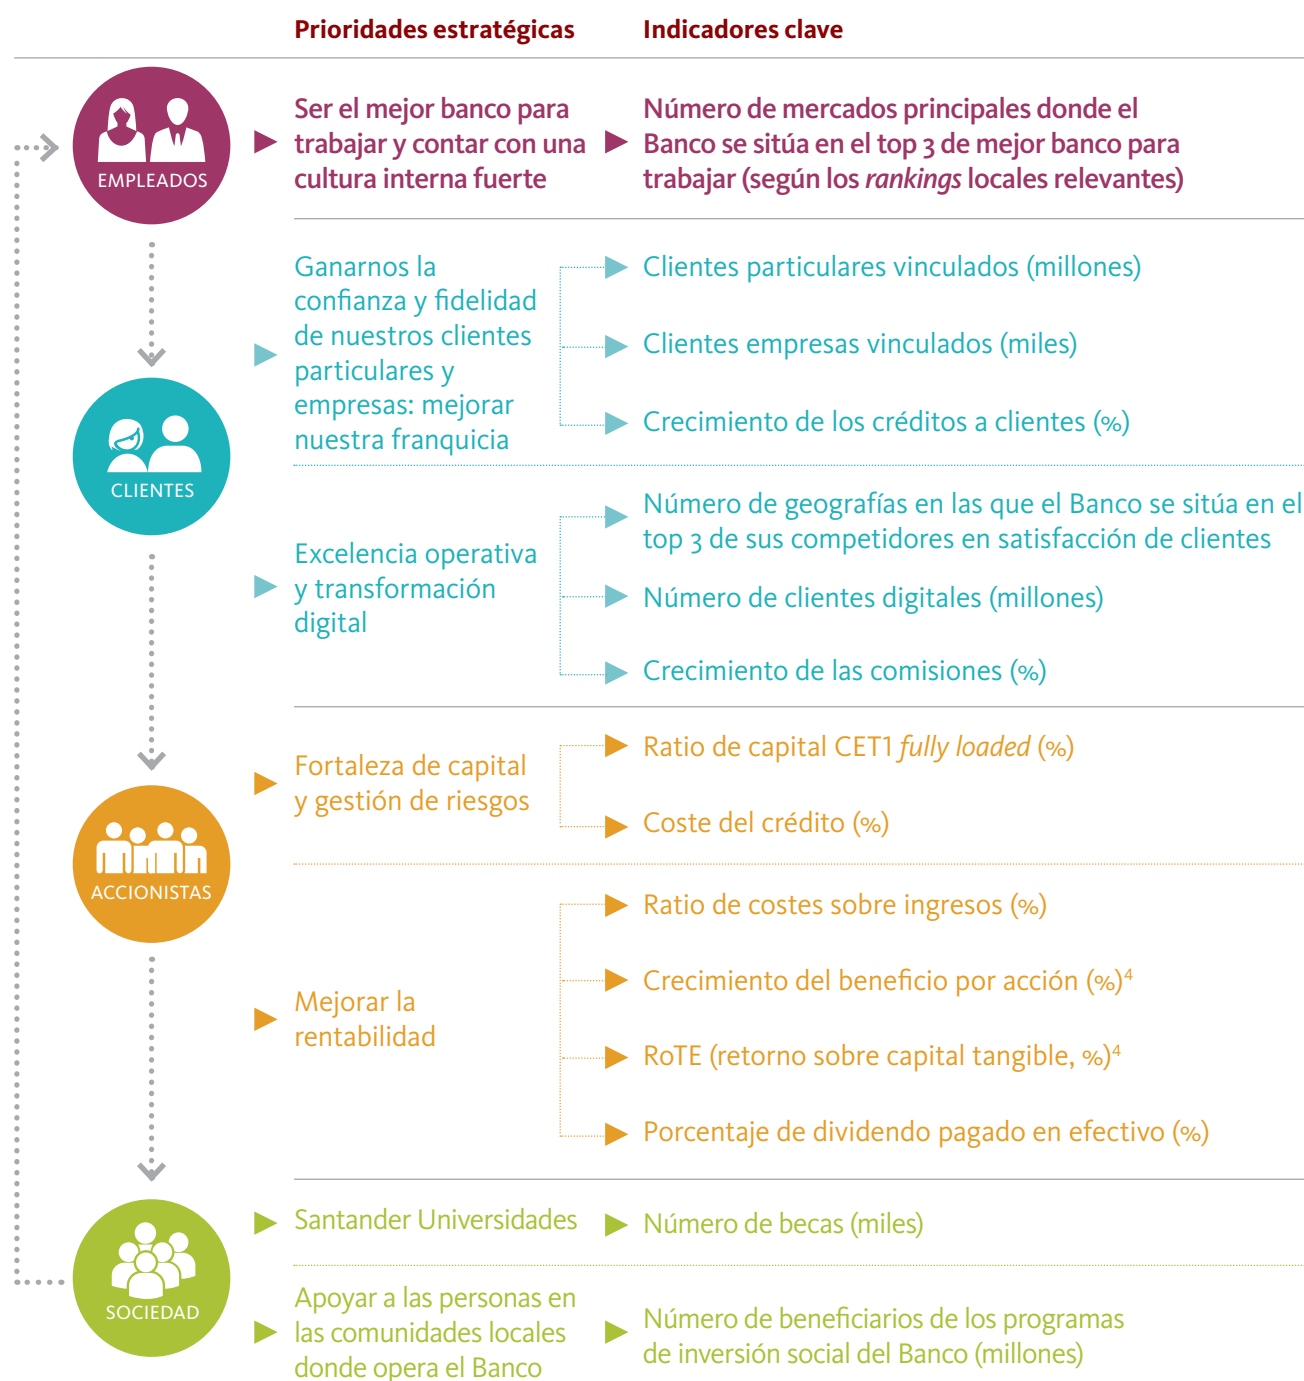 Prioridades estratégicas
Indicadores clave
EMPLEADOS
Ser el mejor banco para
trabajar y contar con una
cultura interna fuerte
Número de mercados principales donde el
Banco se sitúa en el top 3 de mejor banco para
trabajar (según los rankings locales relevantes)
CLIENTES
Ganarnos la
confianza y fidelidad
de nuestros clientes
particulares y
empresas: mejorar
nuestra franquicia
Clientes particulares vinculados (millones)
Clientes empresas vinculados (miles)
Crecimiento de los créditos a clientes (%)
Excelencia operativa
y transformación
digital
Número de geografías en las que el Banco se sitúa en el
top 3 de sus competidores en satisfacción de clientes
Número de clientes digitales (millones)
Crecimiento de las comisiones (%)
ACCIONISTAS
Fortaleza de capital
y gestión de riesgos
Ratio de capital CET1 fully loaded (%)
Coste del crédito (%)
Mejorar la
rentabilidad
Ratio de costes sobre ingresos (%)
Crecimiento del beneficio por acción (%)⁴
RoTE (retorno sobre capital tangible, %)⁴
Porcentaje de dividendo pagado en efectivo (%)
SOCIEDAD
Santander Universidades
Número de becas (miles)
Apoyar a las personas en
las comunidades locales
donde opera el Banco
Número de beneficiarios de los programas
de inversión social del Banco (millones)